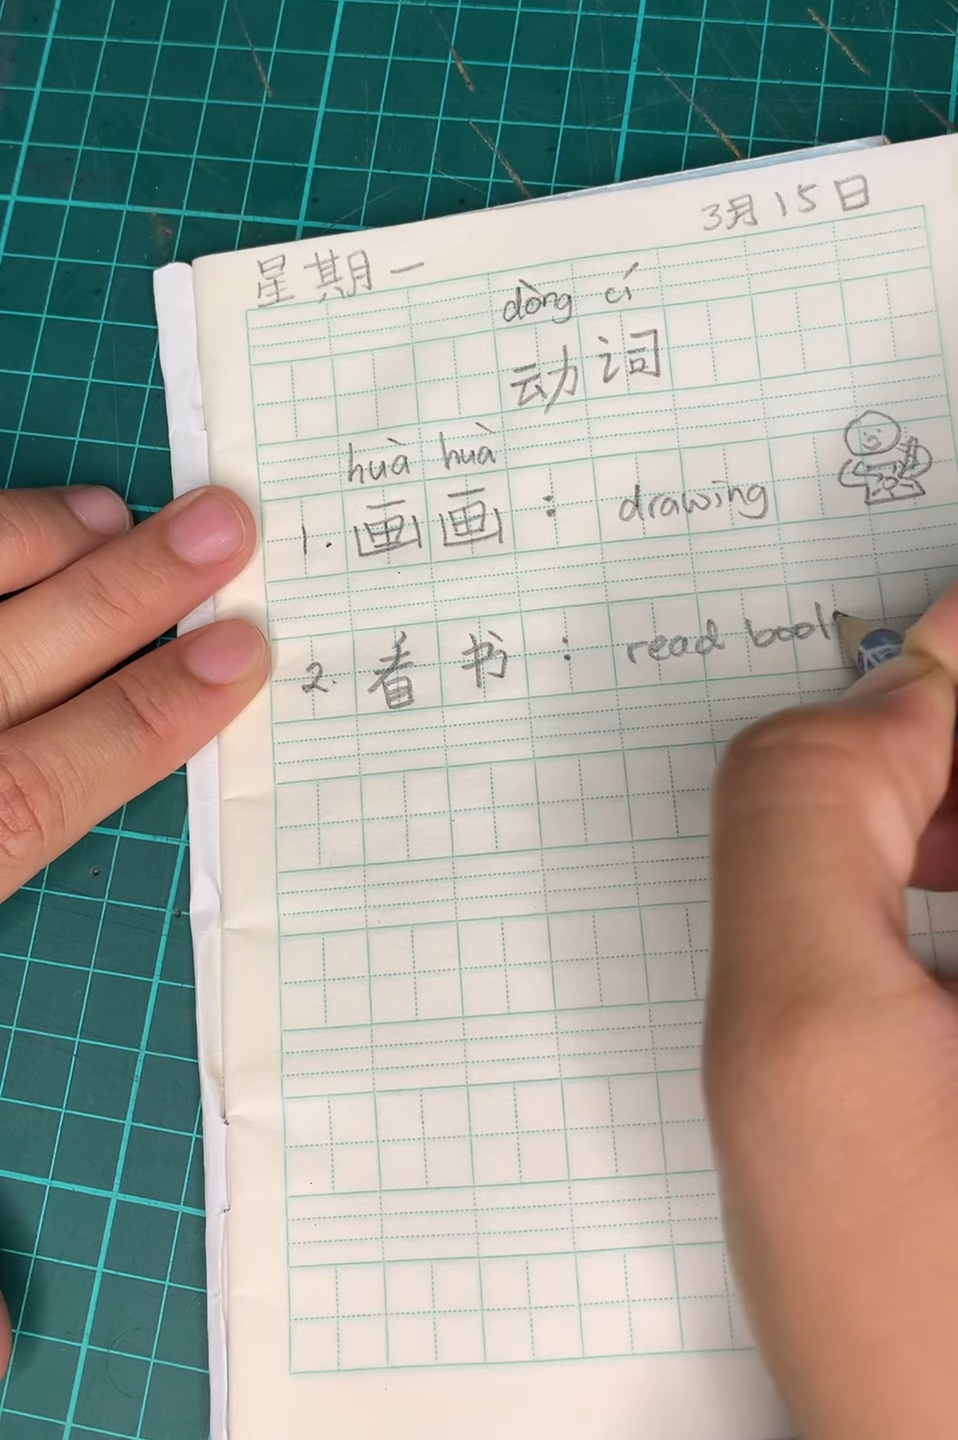 3月15日
星期一
dòng cí
动词
huà huà
1. 画画 : drawing
2. 看书 : read book